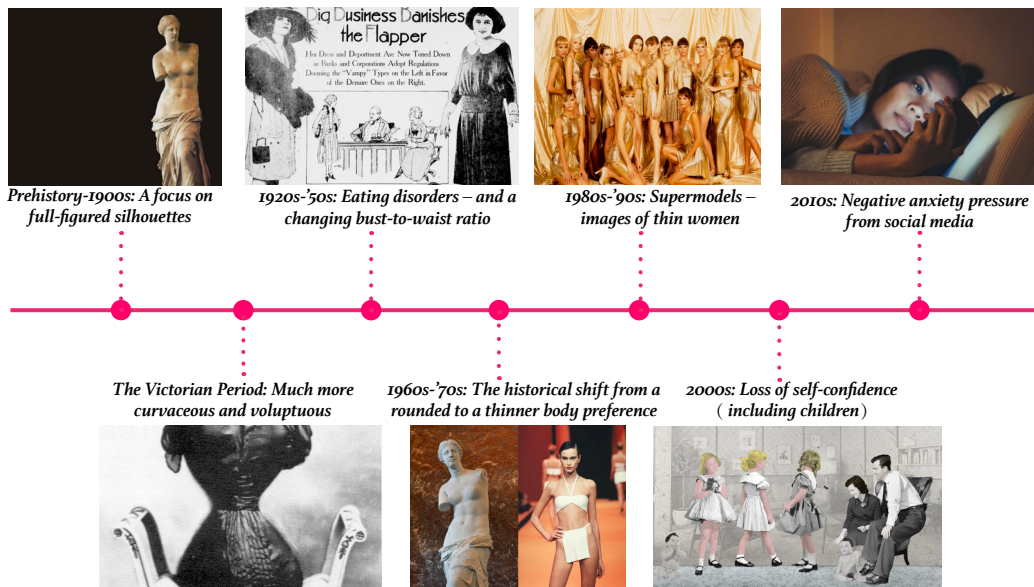 Big Business Banishes
the Flapper
Her Dress and Deportment Are Now Toned Down
as Banks and Corporations Adopt Regulations
Dooming the "Vampy" Types on the Left in Favor
of the Demure Ones on the Right.
Prehistory-1900s: A focus on
full-figured silhouettes
1920s-'50s: Eating disorders – and a
changing bust-to-waist ratio
1980s-'90s: Supermodels –
images of thin women
2010s: Negative anxiety pressure
from social media
The Victorian Period: Much more
curvaceous and voluptuous
1960s-'70s: The historical shift from a
rounded to a thinner body preference
2000s: Loss of self-confidence
( including children)